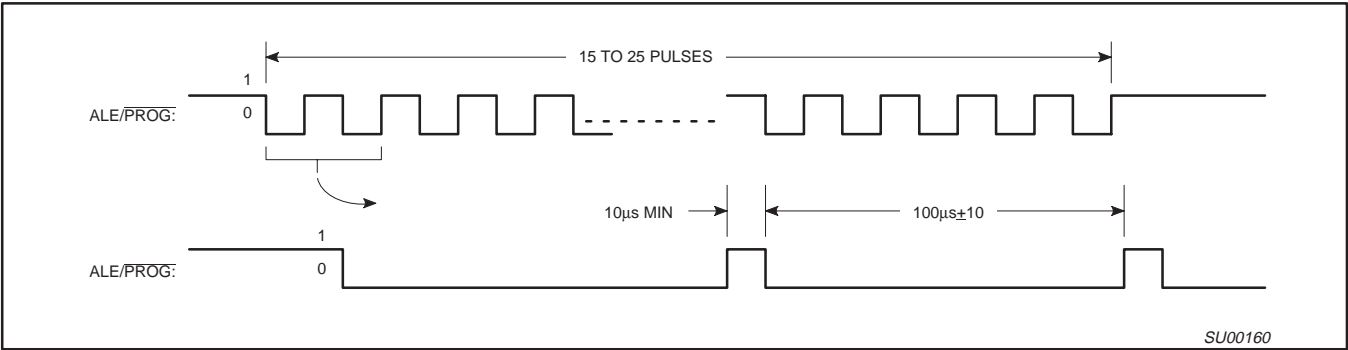 15 TO 25 PULSES
1
ALE/PROG:
0
10µs MIN
100µs±10
1
ALE/PROG:
0
SU00160